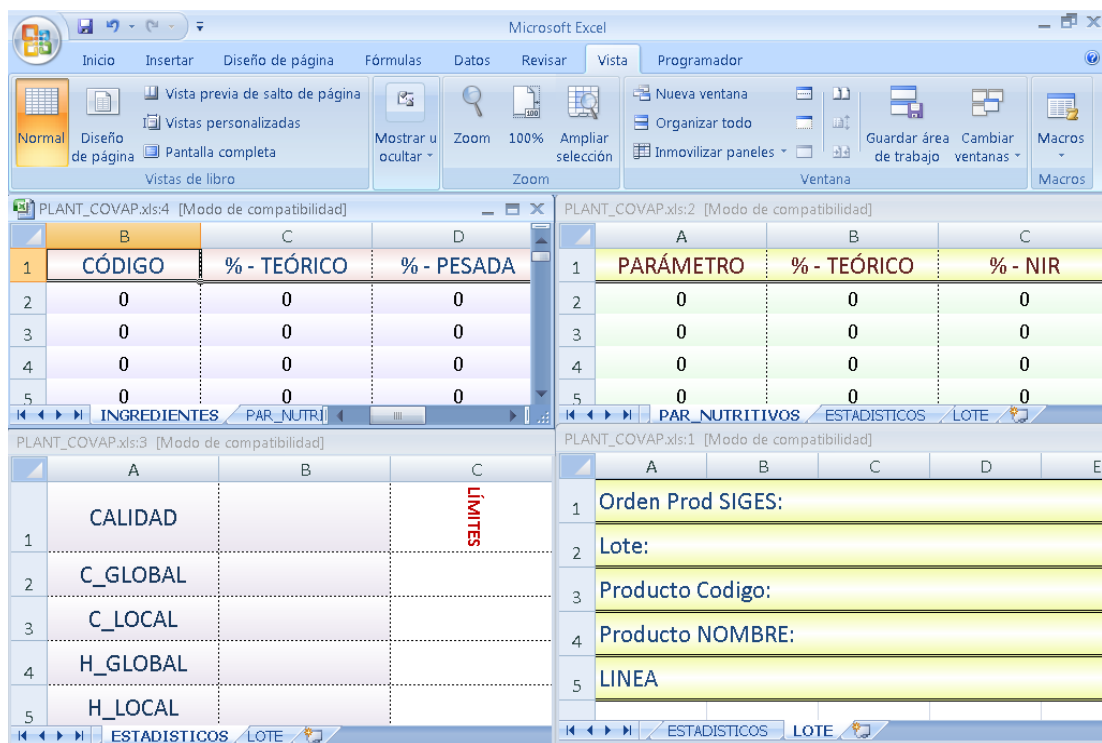 Microsoft Excel
Inicio Insertar Diseño de página Fórmulas Datos Revisar Vista Programador
Normal
Diseño de página
Vista previa de salto de página
Vistas personalizadas
Pantalla completa
Vistas de libro
Mostrar u ocultar
Zoom
100%
Ampliar selección
Zoom
Nueva ventana
Organizar todo
Inmovilizar paneles
Guardar área de trabajo
Cambiar ventanas
Ventana
Macros
Macros
PLANT_COVAP.xls:4 [Modo de compatibilidad]
B C D
1 CÓDIGO % - TEÓRICO % - PESADA
2 0 0 0
3 0 0 0
4 0 0 0
5 0 0 0
INGREDIENTES PAR_NUTRI
PLANT_COVAP.xls:2 [Modo de compatibilidad]
A B C
1 PARÁMETRO % - TEÓRICO % - NIR
2 0 0 0
3 0 0 0
4 0 0 0
5 0 0 0
PAR_NUTRITIVOS ESTADISTICOS LOTE
PLANT_COVAP.xls:3 [Modo de compatibilidad]
A B C
1 CALIDAD LÍMITES
2 C_GLOBAL
3 C_LOCAL
4 H_GLOBAL
5 H_LOCAL
ESTADISTICOS LOTE
PLANT_COVAP.xls:1 [Modo de compatibilidad]
A B C D E
1 Orden Prod SIGES:
2 Lote:
3 Producto Codigo:
4 Producto NOMBRE:
5 LINEA
ESTADISTICOS LOTE